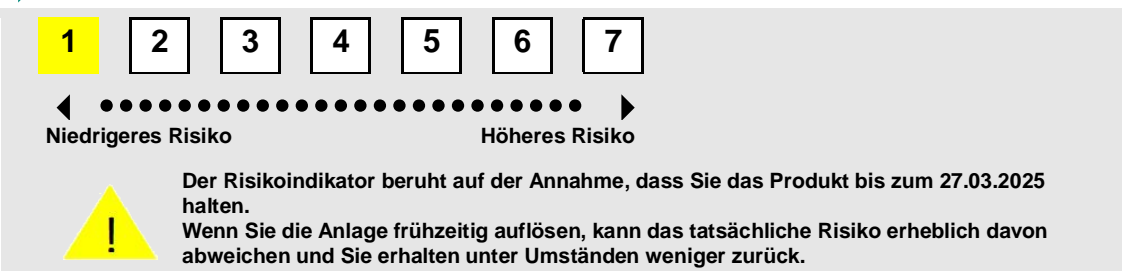 1 2 3 4 5 6 7
Niedrigeres Risiko Höheres Risiko
Der Risikoindikator beruht auf der Annahme, dass Sie das Produkt bis zum 27.03.2025
halten.
Wenn Sie die Anlage frühzeitig auflösen, kann das tatsächliche Risiko erheblich davon
abweichen und Sie erhalten unter Umständen weniger zurück.
!